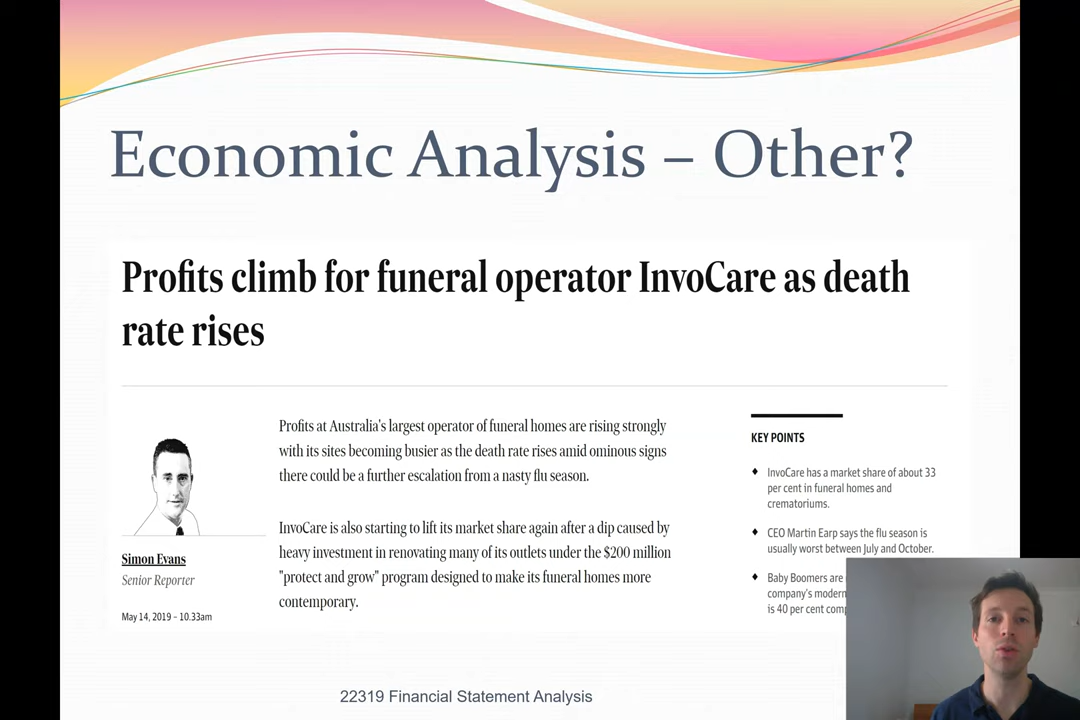 Economic Analysis – Other?
Profits climb for funeral operator InvoCare as death
rate rises
Simon Evans
Senior Reporter
May 14, 2019 – 10.33am
Profits at Australia's largest operator of funeral homes are rising strongly
with its sites becoming busier as the death rate rises amid ominous signs
there could be a further escalation from a nasty flu season.
InvoCare is also starting to lift its market share again after a dip caused by
heavy investment in renovating many of its outlets under the $200 million
"protect and grow" program designed to make its funeral homes more
contemporary.
KEY POINTS
InvoCare has a market share of about 33
per cent in funeral homes and
crematoriums.
CEO Martin Earp says the flu season is
usually worst between July and October.
Baby Boomers are
company's modern
is 40 per cent
22319 Financial Statement Analysis